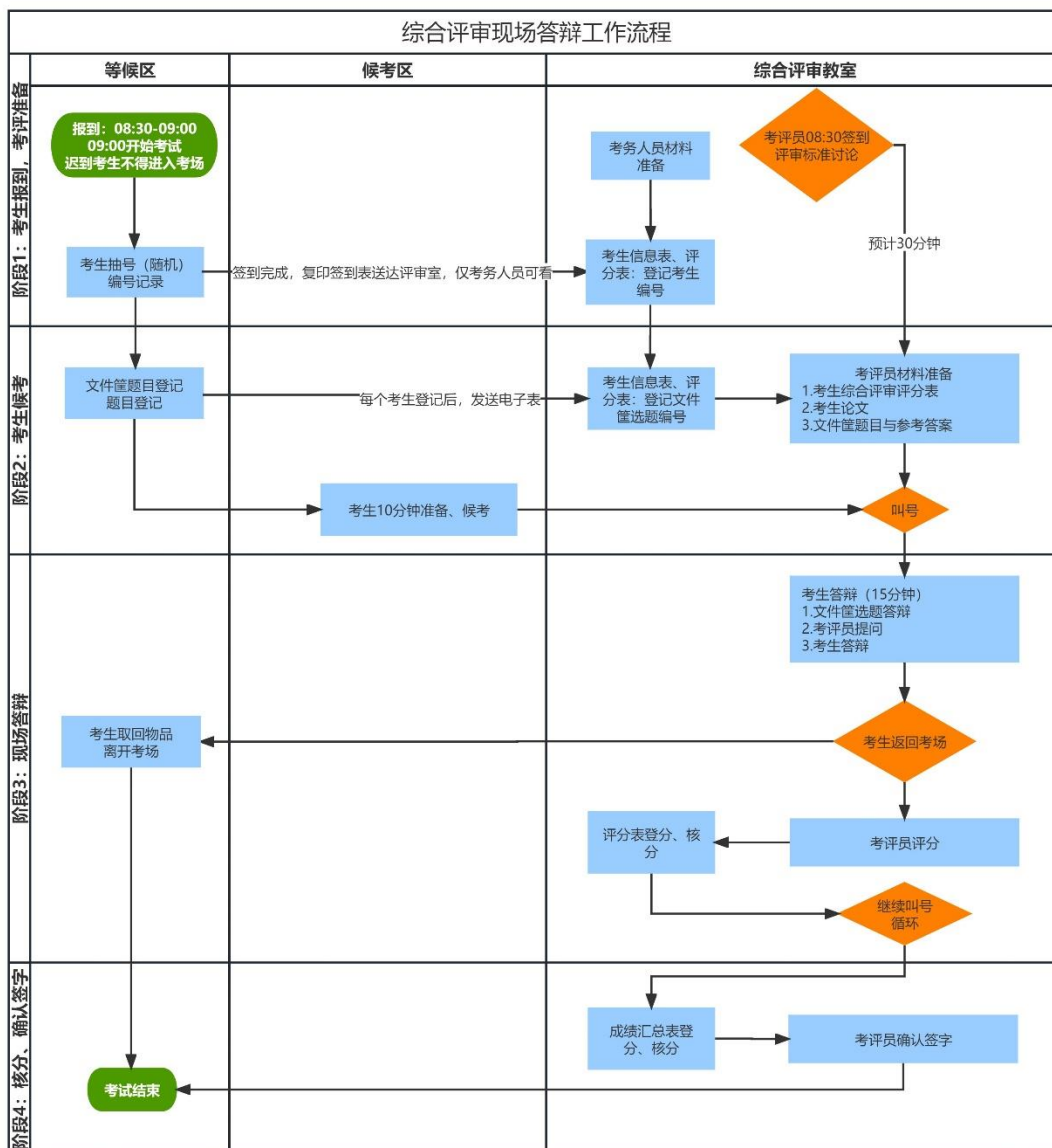 综合评审现场答辩工作流程
等候区
候考区
综合评审教室
阶段1：考生报到，考评准备
报到：08:30-09:00
09:00开始考试
迟到考生不得进入考场
考务人员材料
准备
考评员08:30签到
评审标准讨论
预计30分钟
考生抽号（随机）
编号记录
签到完成，复印签到表送达评审室，仅考务人员可看
考生信息表、评
分表：登记考生
编号
阶段2：考生候考
文件筐题目登记
题目登记
每个考生登记后，发送电子表
考生信息表、评
分表：登记文件
筐选题编号
考评员材料准备
1.考生综合评审评分表
2.考生论文
3.文件筐题目与参考答案
考生10分钟准备、候考
叫号
阶段3：现场答辩
考生答辩（15分钟）
1.文件筐选题答辩
2.考评员提问
3.考生答辩
考生取回物品
离开考场
考生返回考场
评分表登分、核
分
考评员评分
继续叫号
循环
阶段4：核分、确认签字
成绩汇总表登
分、核分
考评员确认签字
考试结束